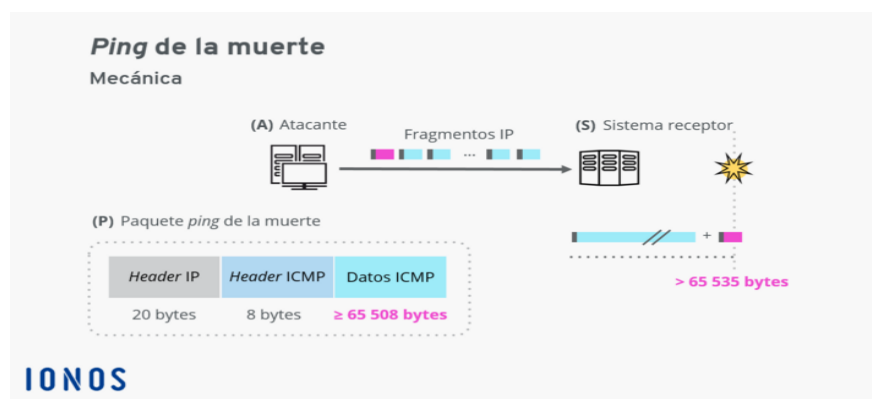 Ping de la muerte
Mecánica
(A) Atacante
Fragmentos IP
(S) Sistema receptor
...
(P) Paquete ping de la muerte
+
Header IP
Header ICMP
Datos ICMP
> 65 535 bytes
20 bytes
8 bytes
≥ 65 508 bytes
IONOS